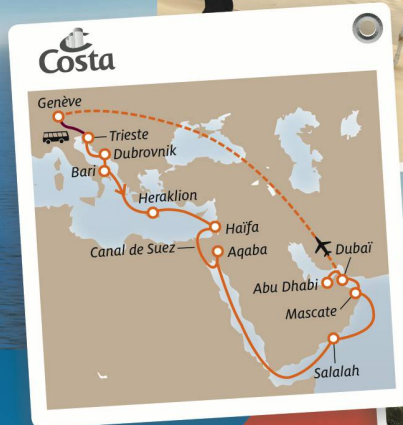 Costa
Genève
Trieste
Dubrovnik
Bari
Heraklion
Haïfa
Canal de Suez
Aqaba
Dubaï
Abu Dhabi
Mascate
Salalah